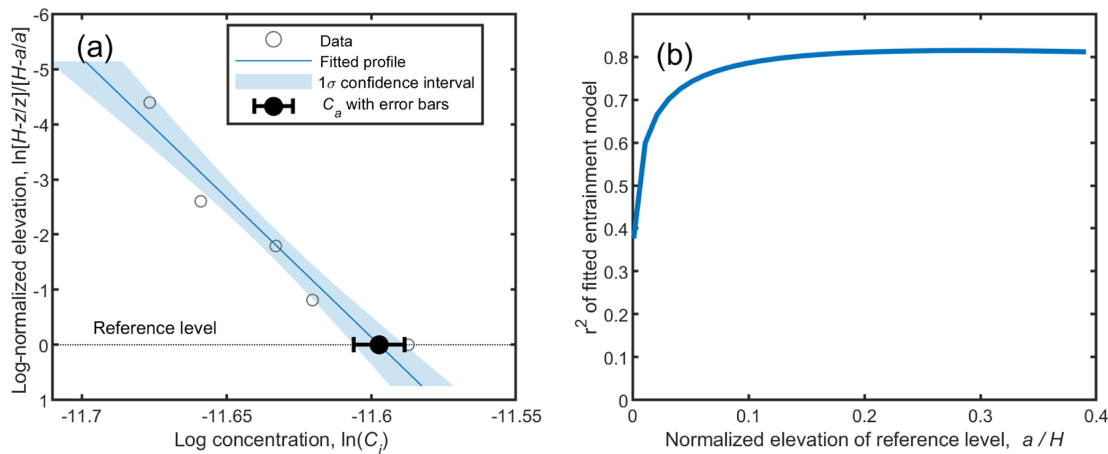 (a)
Data
Fitted profile
1σ confidence interval
C_a with error bars
Reference level
-6
-5
-4
-3
-2
-1
0
1
Log-normalized elevation, ln[H-z/z]/[H-a/a]
-11.7
-11.65
-11.6
-11.55
Log concentration, ln(C_i)
(b)
0.8
0.7
0.6
0.5
0.4
0.3
0.2
0.1
0
r² of fitted entrainment model
0
0.1
0.2
0.3
0.4
Normalized elevation of reference level, a / H